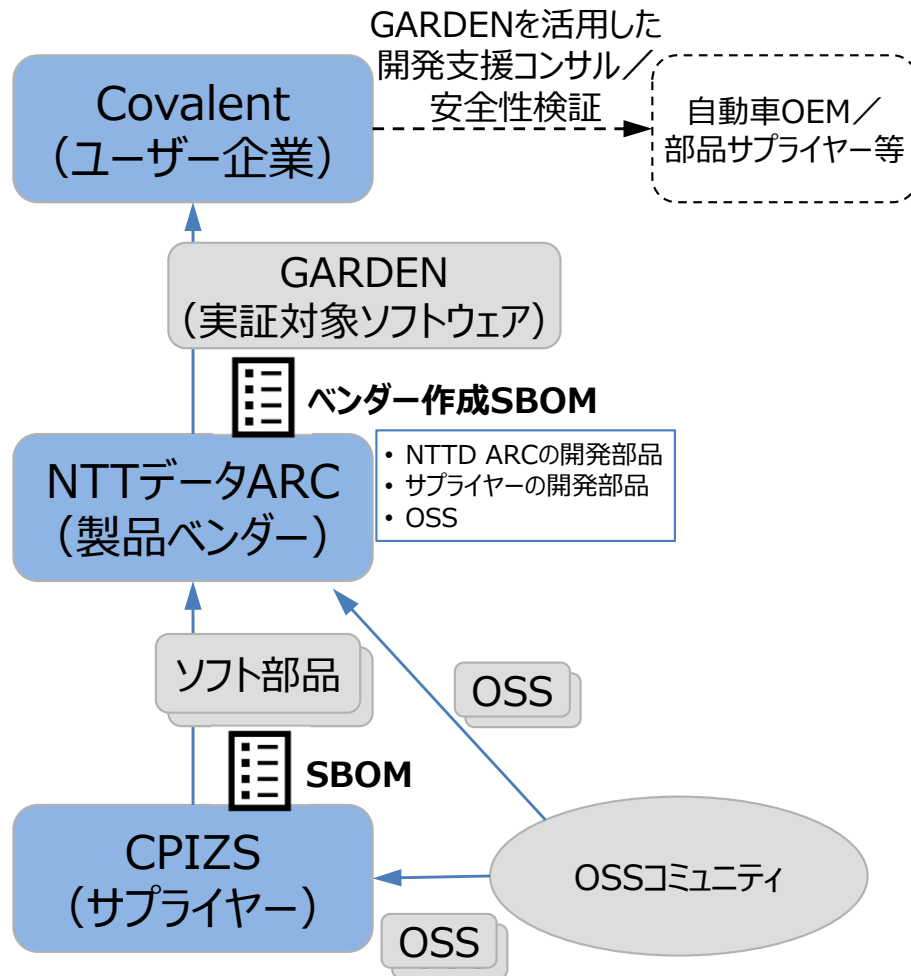 GARDENを活用した
開発支援コンサル／
安全性検証
Covalent
（ユーザー企業）
自動車OEM／
部品サプライヤー等
GARDEN
（実証対象ソフトウェア）
ベンダー作成SBOM
NTTデータARC
（製品ベンダー）
• NTTD ARCの開発部品
• サプライヤーの開発部品
• OSS
ソフト部品
OSS
SBOM
CPIZS
（サプライヤー）
OSSコミュニティ
OSS